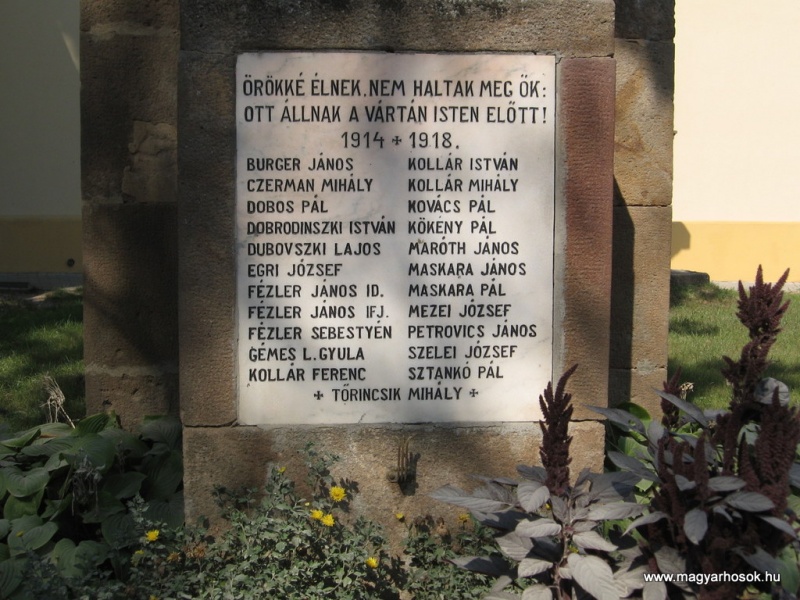 ÖRÖKKÉ ÉLNEK, NEM HALTAK MEG ŐK:
OTT ÁLLNAK A VÁRTÁN ISTEN ELŐTT!
1914 + 1918.
BURGER JÁNOS
CZERMAN MIHÁLY
DOBOS PÁL
DOBRODINSZKI ISTVÁN
DUBOVSZKI LAJOS
EGRI JÓZSEF
FÉZLER JÁNOS ID.
FÉZLER JÁNOS IFJ.
FÉZLER SEBESTYÉN
GÉMES L. GYULA
KOLLÁR FERENC
KOLLÁR ISTVÁN
KOLLÁR MIHÁLY
KOVÁCS PÁL
KÖKÉNY PÁL
MARÓTH JÁNOS
MASKARA JÁNOS
MASKARA PÁL
MEZEI JÓZSEF
PETROVICS JÁNOS
SZELEI JÓZSEF
SZTANKÓ PÁL
+ TŐRINCSIK MIHÁLY +
www.magyarhosok.hu